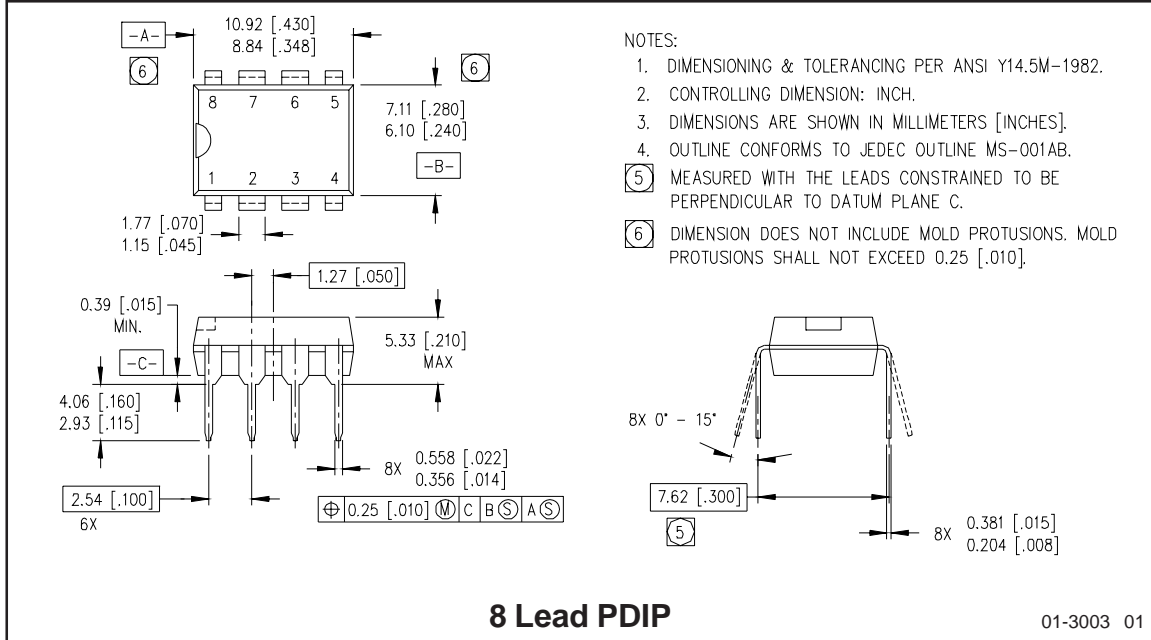 -A-
10.92 [.430]
8.84 [.348]
6
6
8 7 6 5
1 2 3 4
7.11 [.280]
6.10 [.240]
-B-
1.77 [.070]
1.15 [.045]
1.27 [.050]
0.39 [.015]
MIN.
-C-
5.33 [.210]
MAX
4.06 [.160]
2.93 [.115]
8X 0.558 [.022]
0.356 [.014]
2.54 [.100]
6X
⌖ 0.25 [.010] Ⓜ C B Ⓢ A Ⓢ
NOTES:
1. DIMENSIONING & TOLERANCING PER ANSI Y14.5M-1982.
2. CONTROLLING DIMENSION: INCH.
3. DIMENSIONS ARE SHOWN IN MILLIMETERS [INCHES].
4. OUTLINE CONFORMS TO JEDEC OUTLINE MS-001AB.
5 MEASURED WITH THE LEADS CONSTRAINED TO BE
PERPENDICULAR TO DATUM PLANE C.
6 DIMENSION DOES NOT INCLUDE MOLD PROTUSIONS. MOLD
PROTUSIONS SHALL NOT EXCEED 0.25 [.010].
8X 0° - 15°
7.62 [.300]
5
8X 0.381 [.015]
0.204 [.008]
8 Lead PDIP
01-3003 01